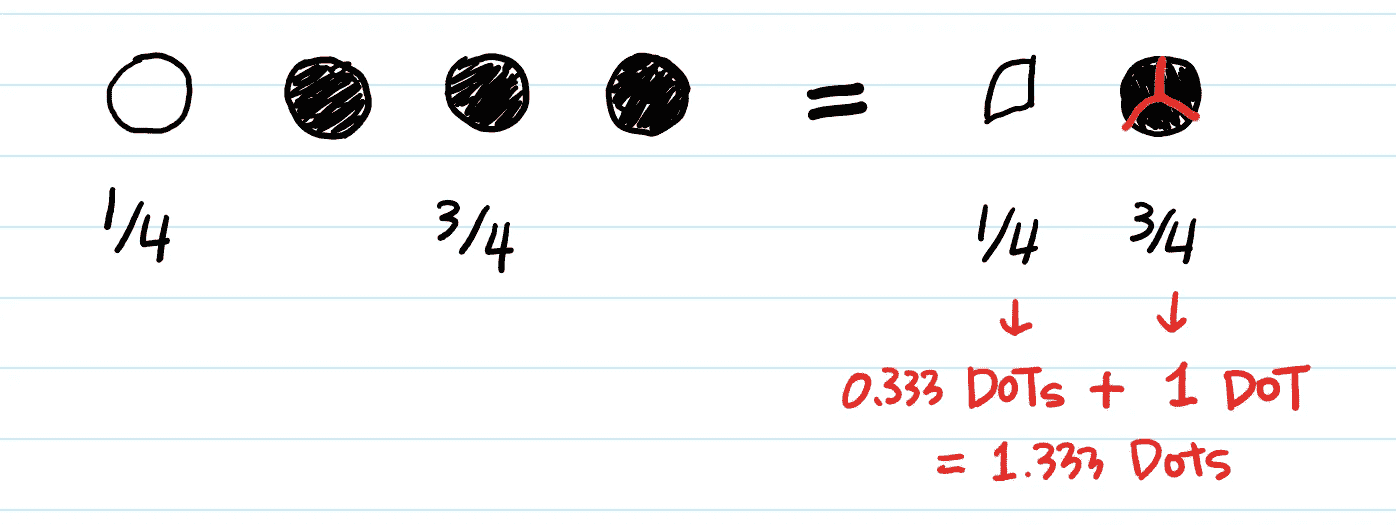 =
1/4 3/4 1/4 3/4
↓ ↓
0.333 DoTs + 1 DoT
= 1.333 Dots